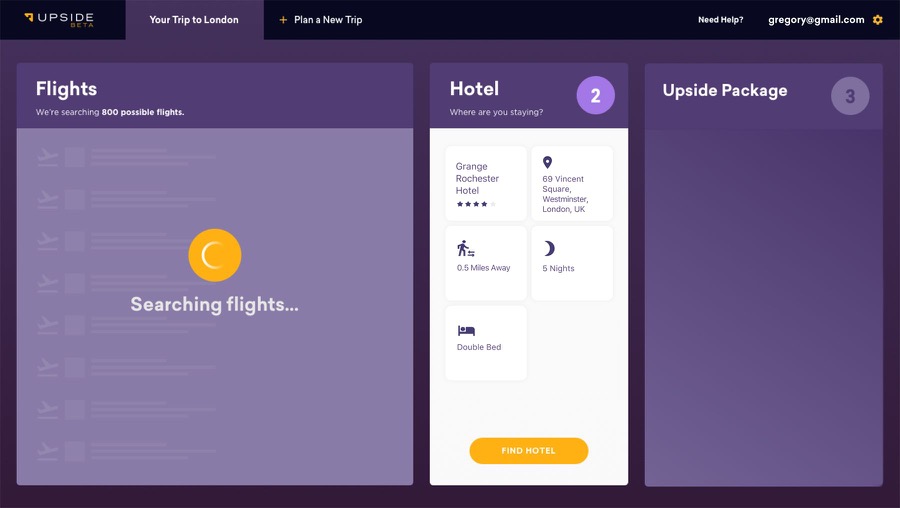 UPSIDE
BETA
Your Trip to London
+ Plan a New Trip
Need Help?
gregory@gmail.com
Flights
We're searching 800 possible flights.
Searching flights...
Hotel
Where are you staying?
2
Grange
Rochester
Hotel
69 Vincent
Square,
Westminster,
London, UK
0.5 Miles Away
5 Nights
Double Bed
FIND HOTEL
Upside Package
3